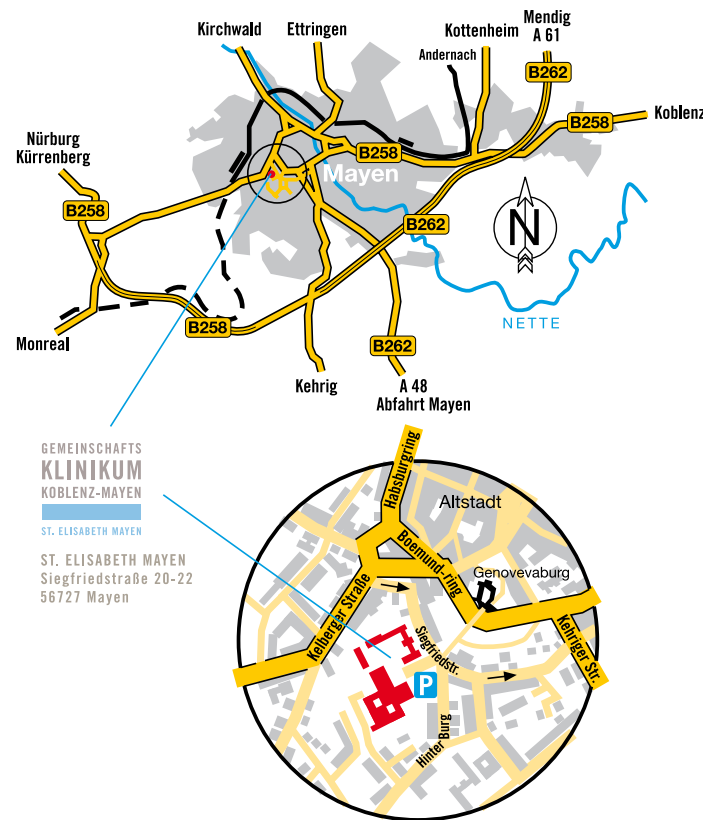 Mendig
A 61
Kirchwald
Ettringen
Kottenheim
Andernach
B262
Koblenz
B258
Nürburg
Kürrenberg
B258
Mayen
B258
B262
N
NETTE
B258
B262
Monreal
Kehrig
A 48
Abfahrt Mayen
GEMEINSCHAFTS
KLINIKUM
KOBLENZ-MAYEN
ST. ELISABETH MAYEN
ST. ELISABETH MAYEN
Siegfriedstraße 20-22
56727 Mayen
Habsburgring
Altstadt
Boemund-ring
Genovevaburg
Kelberger Straße
Siegfriedstr.
Kehriger Str.
P
Hinter Burg